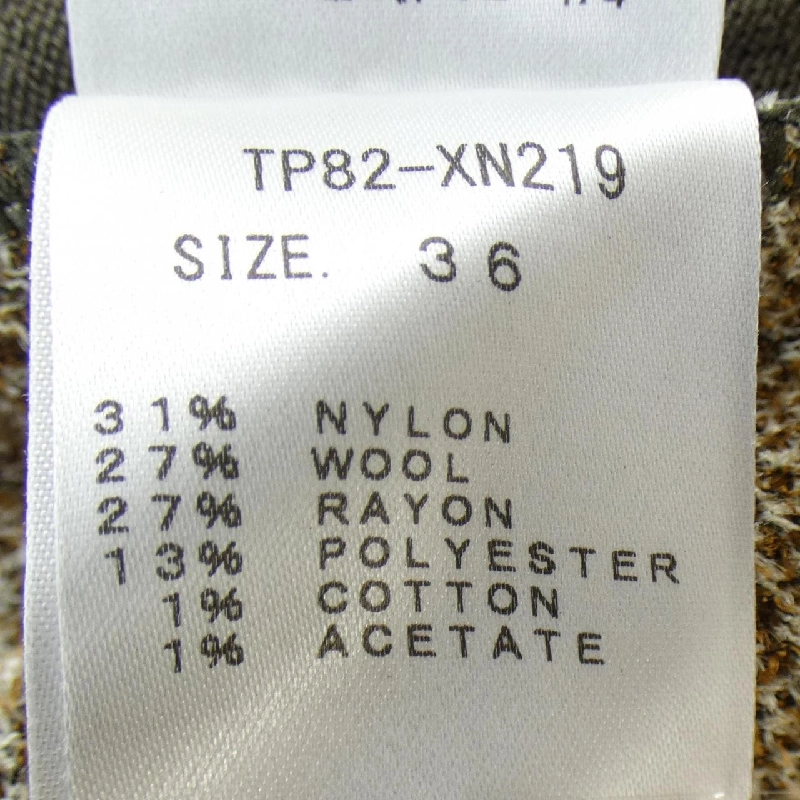 TP82-XN219
SIZE. 36
31% NYLON
27% WOOL
27% RAYON
13% POLYESTER
1% COTTON
1% ACETATE